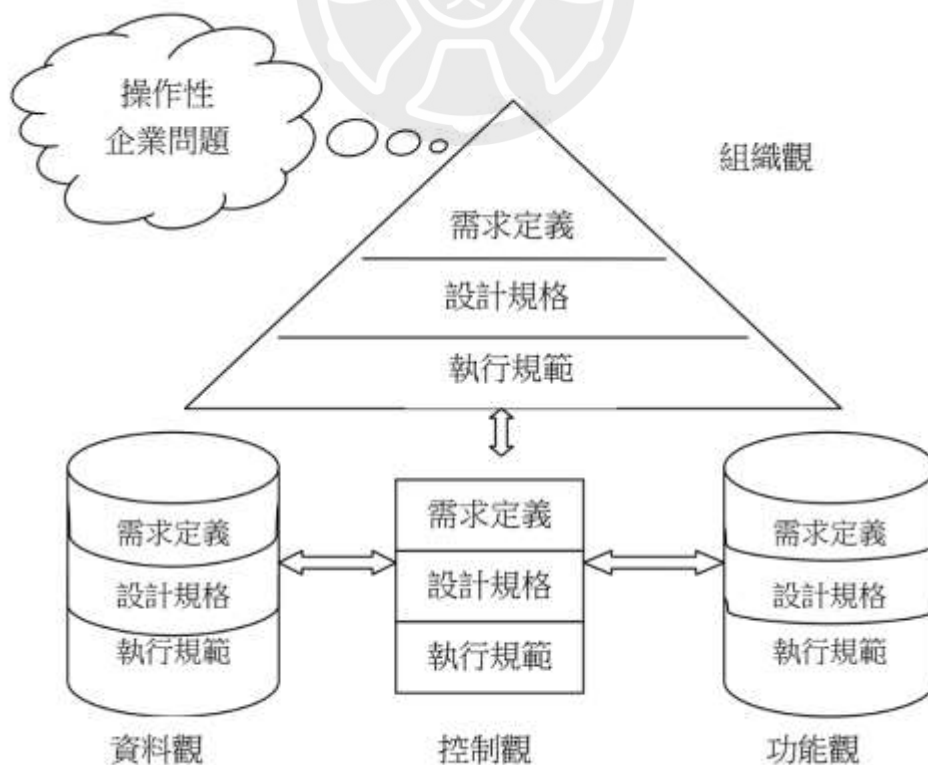 操作性
企業問題
組織觀
需求定義
設計規格
執行規範
需求定義
設計規格
執行規範
需求定義
設計規格
執行規範
需求定義
設計規格
執行規範
資料觀
控制觀
功能觀